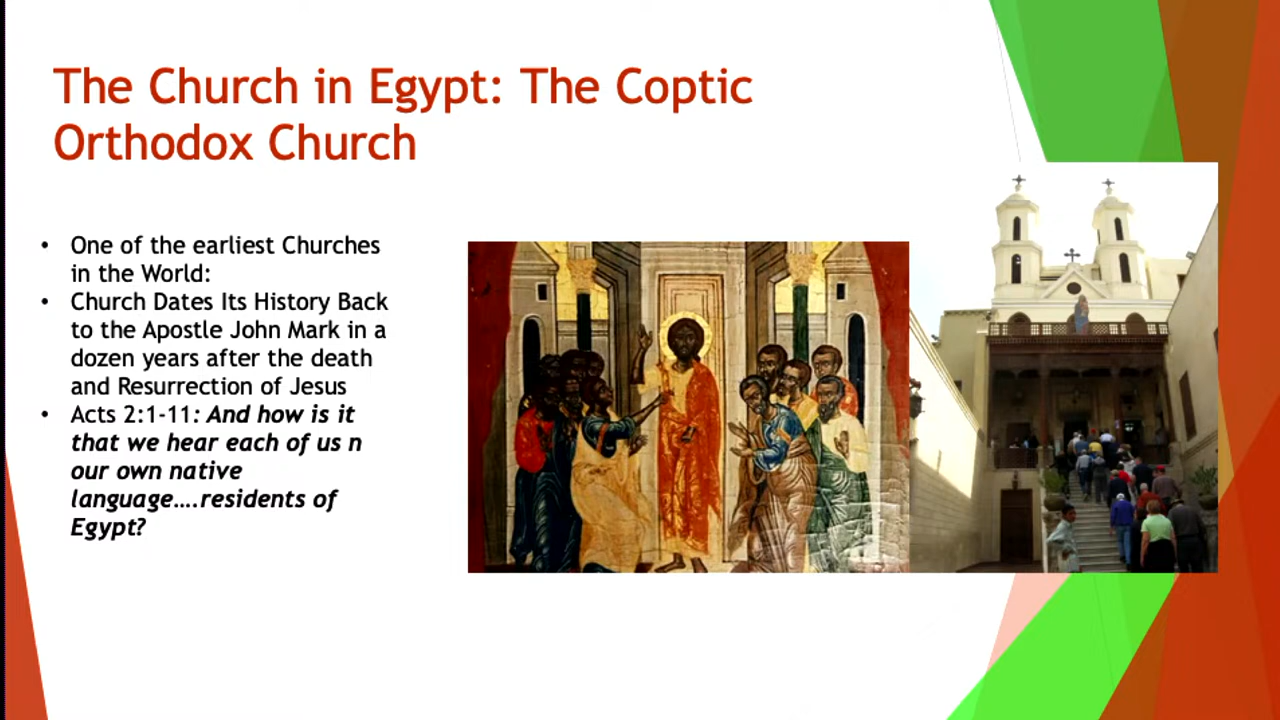 The Church in Egypt: The Coptic
Orthodox Church
• One of the earliest Churches
in the World:
• Church Dates Its History Back
to the Apostle John Mark in a
dozen years after the death
and Resurrection of Jesus
• Acts 2:1-11: And how is it
that we hear each of us n
our own native
language….residents of
Egypt?